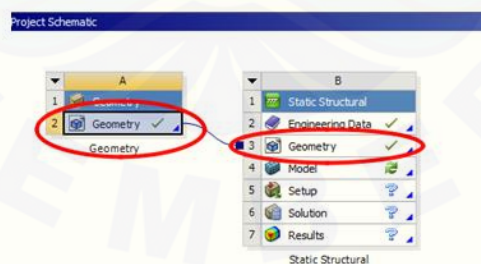 Project Schematic
A
1 Geometry
2 Geometry
Geometry
B
1 Static Structural
2 Engineering Data
3 Geometry
4 Model
5 Setup ?
6 Solution ?
7 Results ?
Static Structural